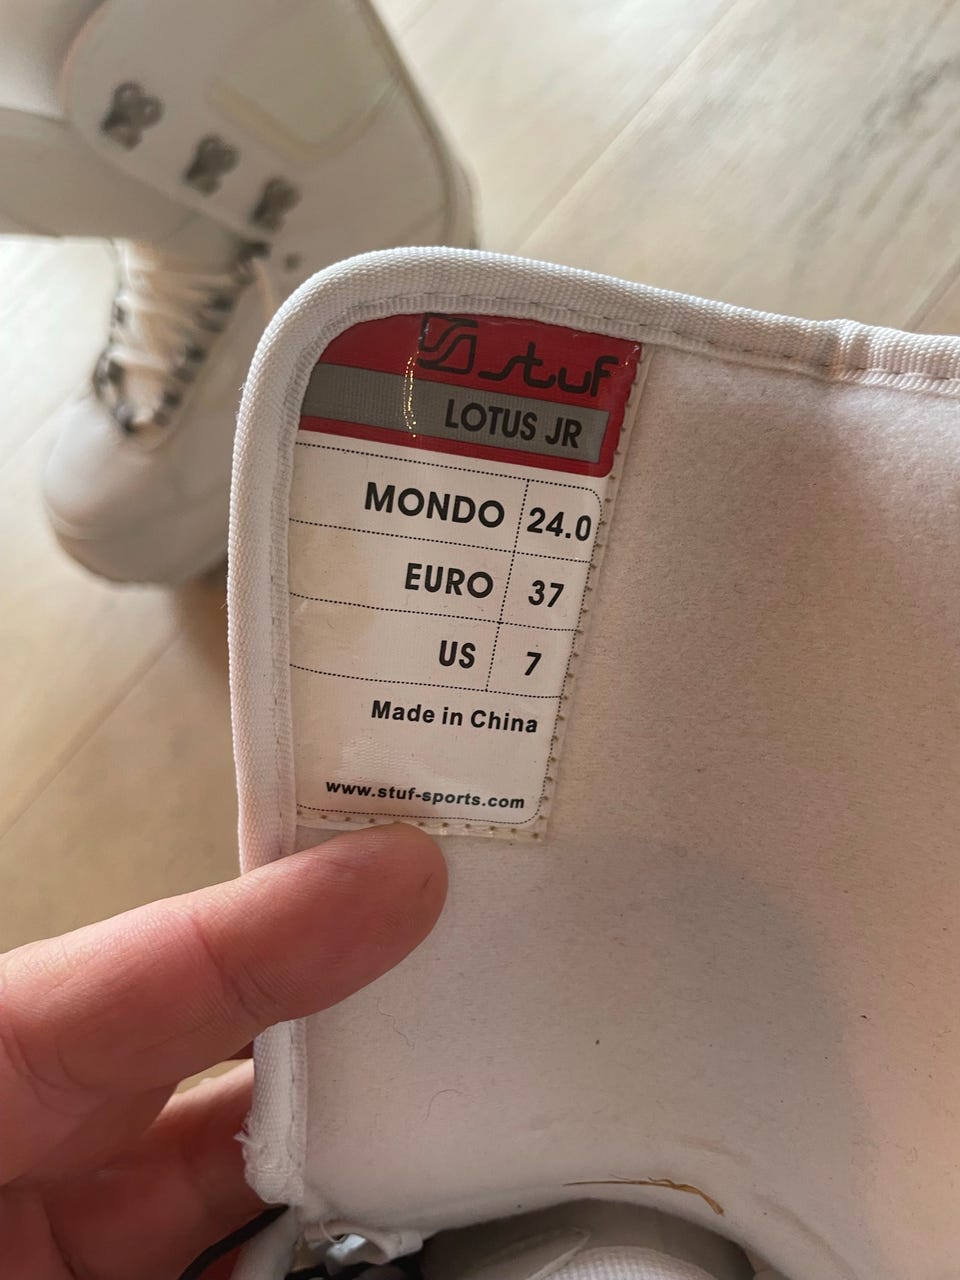 stuf
LOTUS JR
MONDO 24.0
EURO 37
US 7
Made in China
www.stuf-sports.com